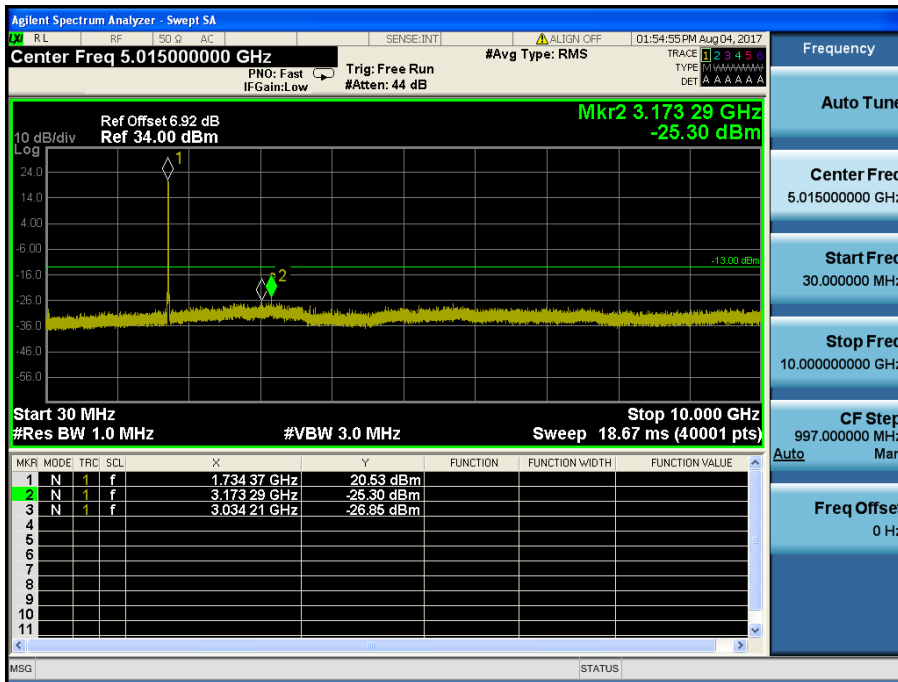 Agilent Spectrum Analyzer - Swept SA
LXI RL RF 50 Ω AC SENSE:INT ALIGN OFF 01:54:55PM Aug 04, 2017
Center Freq 5.015000000 GHz
PNO: Fast
IFGain:Low
Trig: Free Run
#Atten: 44 dB
#Avg Type: RMS
TRACE 1 2 3 4 5 6
TYPE M
DET A A A A A A
Mkr2 3.173 29 GHz
-25.30 dBm
Ref Offset 6.92 dB
10 dB/div Ref 34.00 dBm
Log
24.0
14.0
4.00
-6.00
-16.0
-26.0
-36.0
-46.0
-56.0
1
2
-13.00 dBm
Start 30 MHz Stop 10.000 GHz
#Res BW 1.0 MHz #VBW 3.0 MHz Sweep 18.67 ms (40001 pts)
MKR MODE TRC SCL X Y FUNCTION FUNCTION WIDTH FUNCTION VALUE
1 N 1 f 1.734 37 GHz 20.53 dBm
2 N 1 f 3.173 29 GHz -25.30 dBm
3 N 1 f 3.034 21 GHz -26.85 dBm
4
5
6
7
8
9
10
11
MSG STATUS
Frequency
Auto Tune
Center Freq
5.015000000 GHz
Start Freq
30.000000 MHz
Stop Freq
10.000000000 GHz
CF Step
997.000000 MHz
Auto Man
Freq Offset
0 Hz